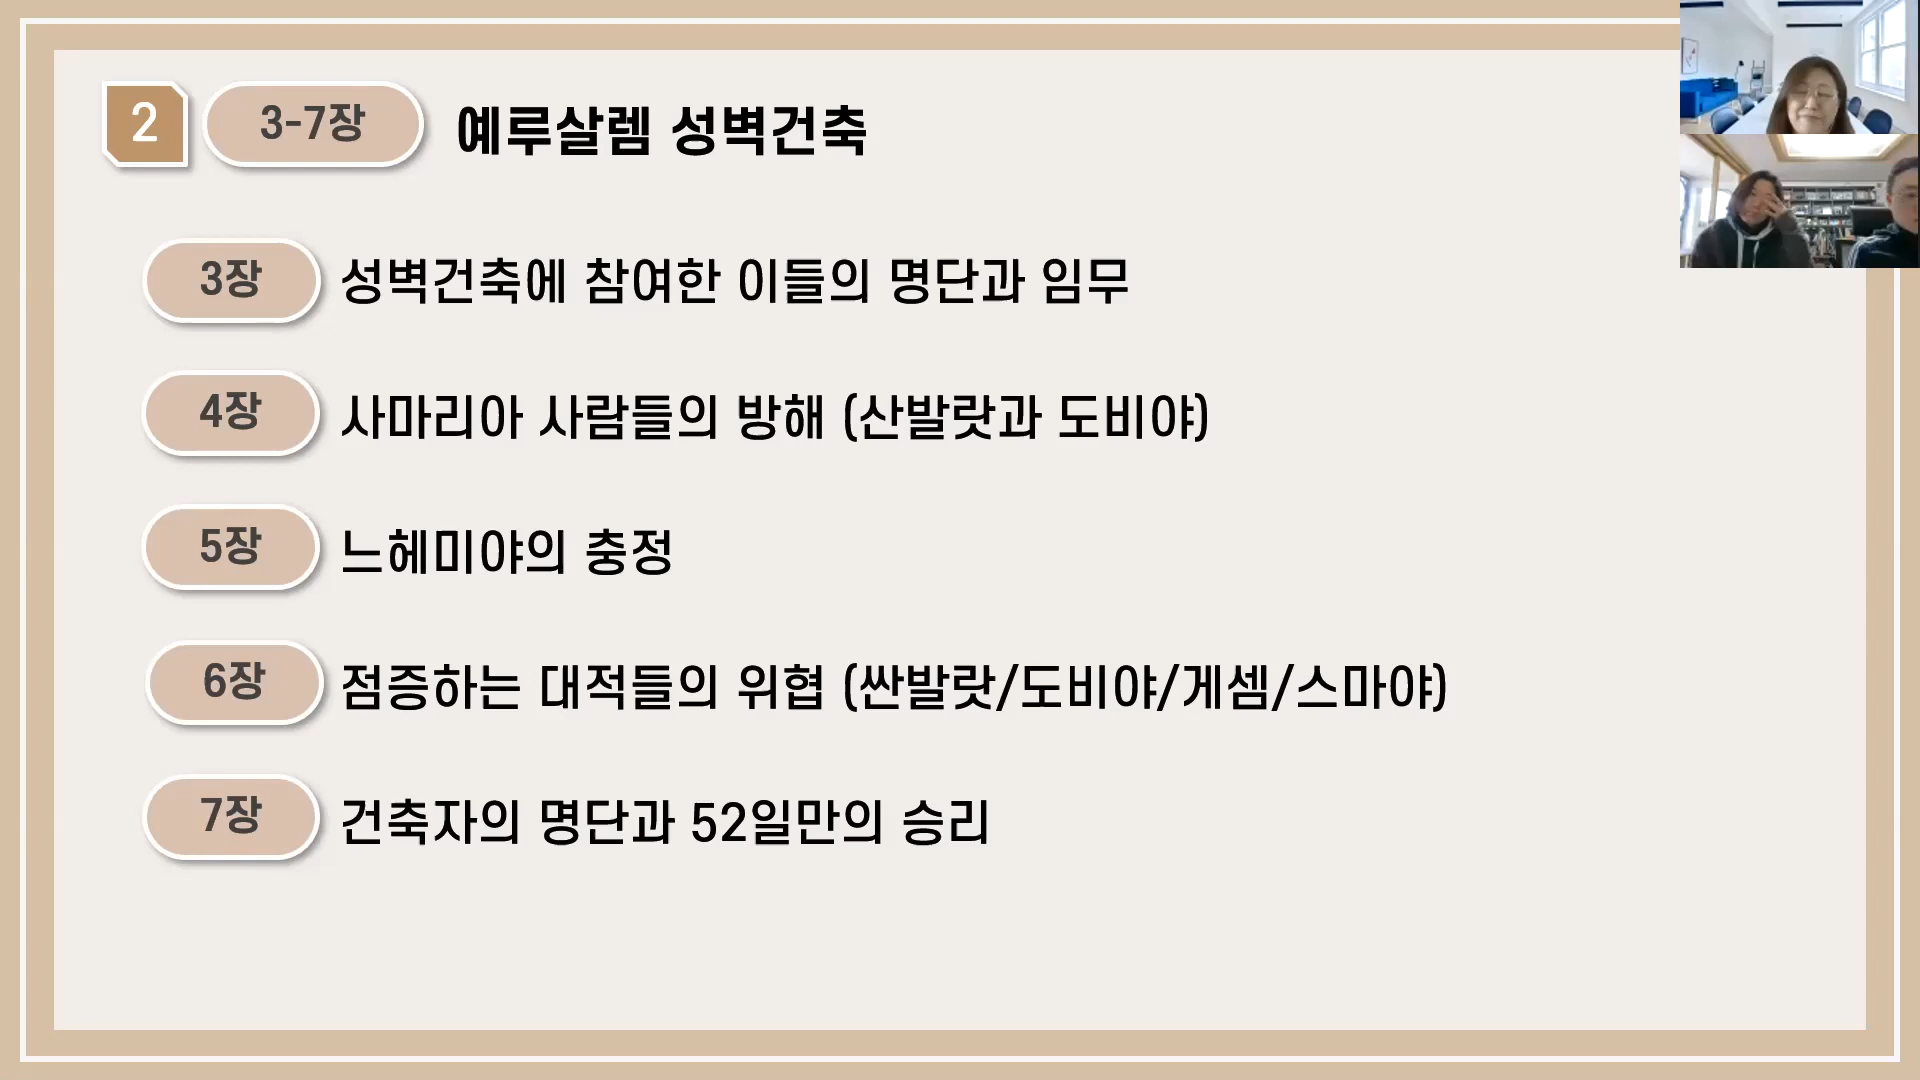 2 3-7장 예루살렘 성벽건축
3장 성벽건축에 참여한 이들의 명단과 임무
4장 사마리아 사람들의 방해 (산발랏과 도비야)
5장 느헤미야의 충정
6장 점증하는 대적들의 위협 (싼발랏/도비야/게셈/스마야)
7장 건축자의 명단과 52일만의 승리